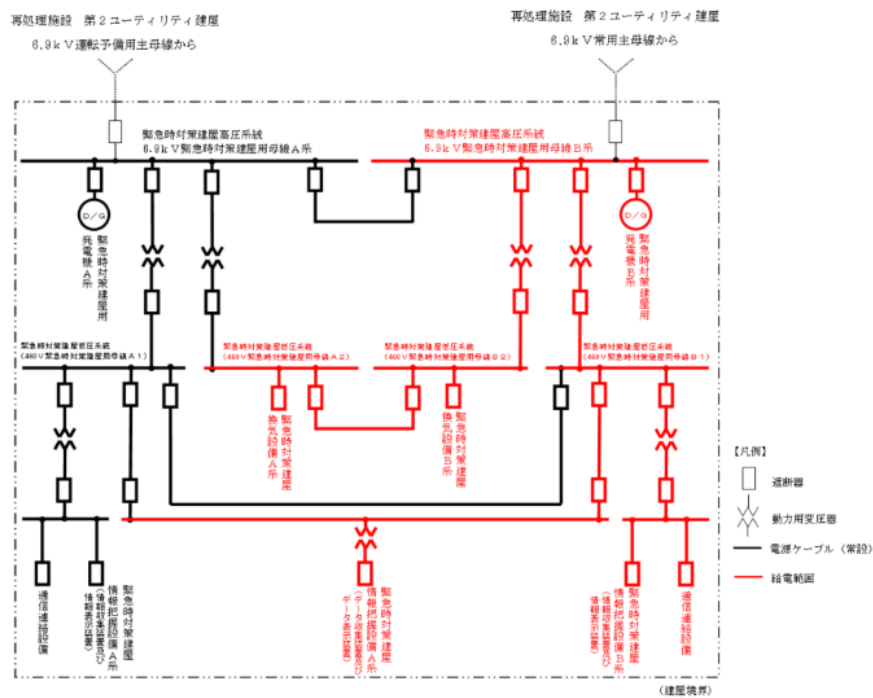 再処理施設　第２ユーティリティ建屋
６.９ｋＶ運転予備用主母線から
再処理施設　第２ユーティリティ建屋
６.９ｋＶ常用主母線から
緊急時対策建屋高圧系統
６.９ｋＶ緊急時対策建屋用母線Ａ系
緊急時対策建屋高圧系統
６.９ｋＶ緊急時対策建屋用母線Ｂ系
Ｄ／Ｇ
緊急時対策建屋用
発電機Ａ系
Ｄ／Ｇ
緊急時対策建屋用
発電機Ｂ系
緊急時対策建屋低圧系統
（460Ｖ緊急時対策建屋用母線Ａ１）
緊急時対策建屋低圧系統
（460Ｖ緊急時対策建屋用母線Ａ２）
緊急時対策建屋低圧系統
（460Ｖ緊急時対策建屋用母線Ｂ２）
緊急時対策建屋低圧系統
（460Ｖ緊急時対策建屋用母線Ｂ１）
緊急時対策建屋
換気設備Ａ系
緊急時対策建屋
換気設備Ｂ系
【凡例】
遮断器
動力用変圧器
電源ケーブル（常設）
給電範囲
通信連絡設備
緊急時対策建屋
情報把握設備Ａ系
（情報収集装置及び
情報表示装置）
緊急時対策建屋
情報把握設備Ａ系
（データ収集装置及び
データ表示装置）
緊急時対策建屋
情報把握設備Ｂ系
（情報収集装置及び
情報表示装置）
通信連絡設備
（建屋境界）